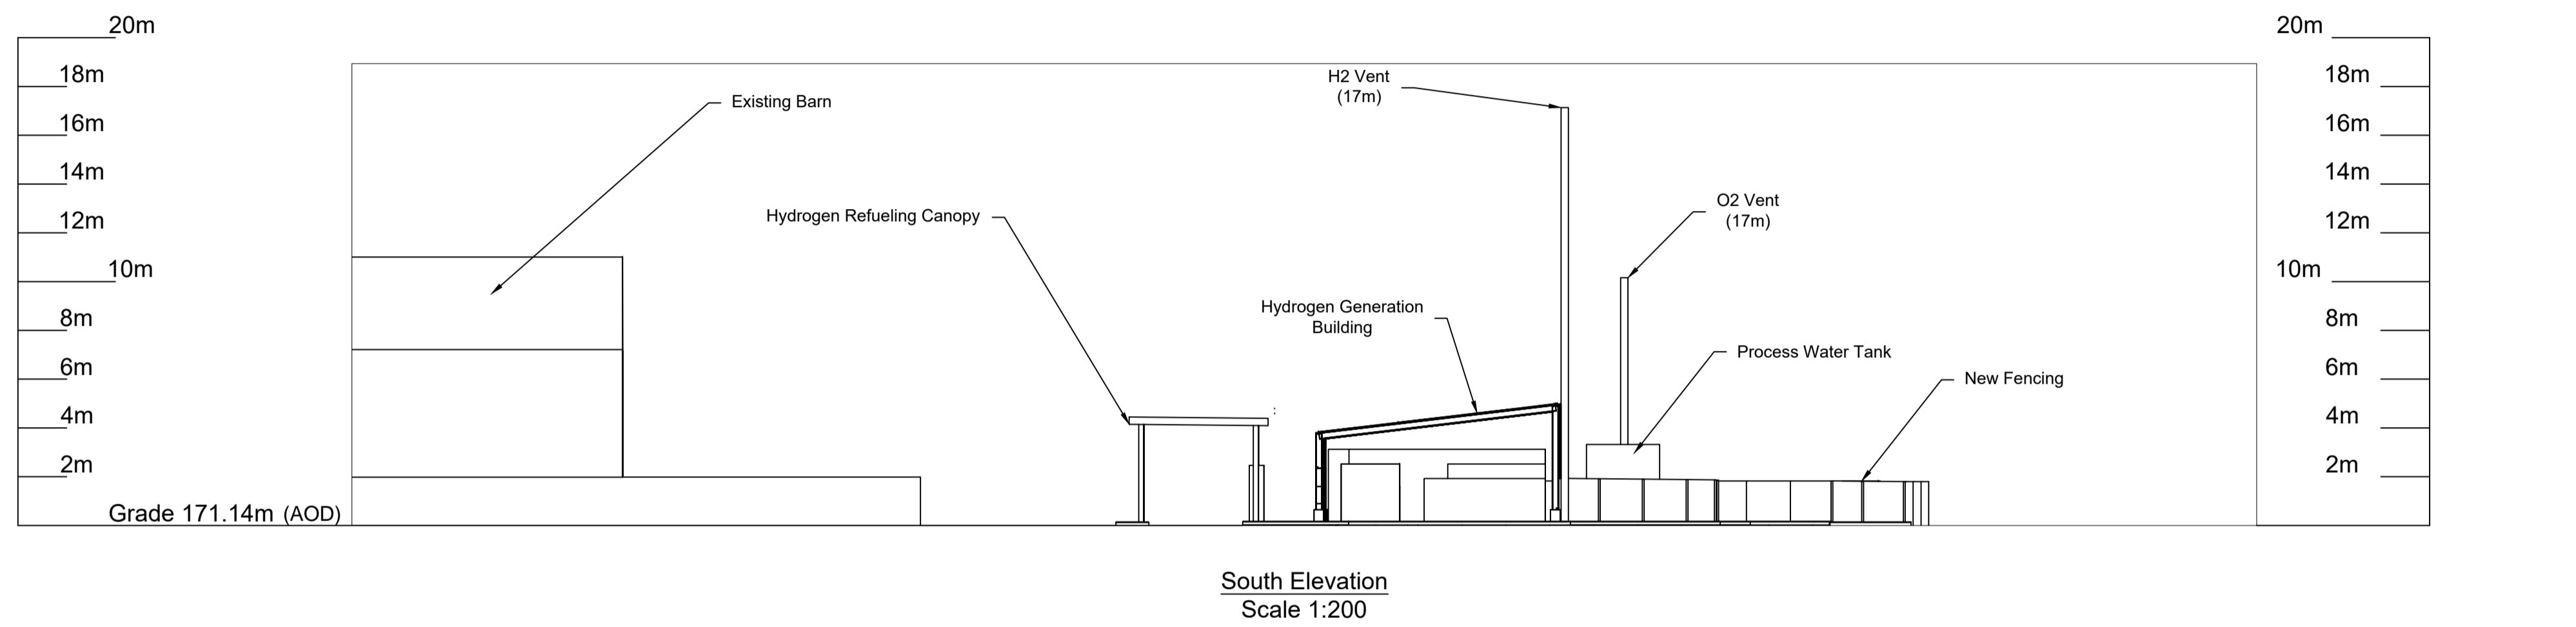 20m
18m
16m
14m
12m
10m
8m
6m
4m
2m
Grade 171.14m (AOD)
Existing Barn
Hydrogen Refueling Canopy
H2 Vent
(17m)
O2 Vent
(17m)
Hydrogen Generation
Building
Process Water Tank
New Fencing
20m
18m
16m
14m
12m
10m
8m
6m
4m
2m
South Elevation
Scale 1:200